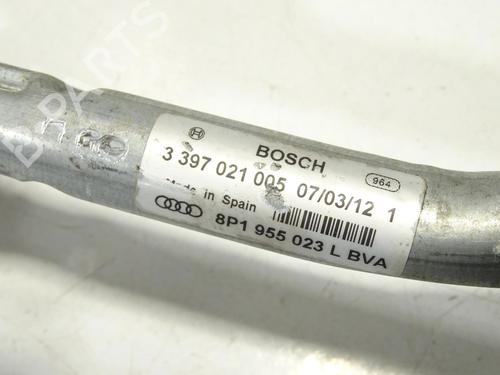 BOSCH
3 397 021 005 07/03/12 1
964
Made in Spain
8P1 955 023 L BVA